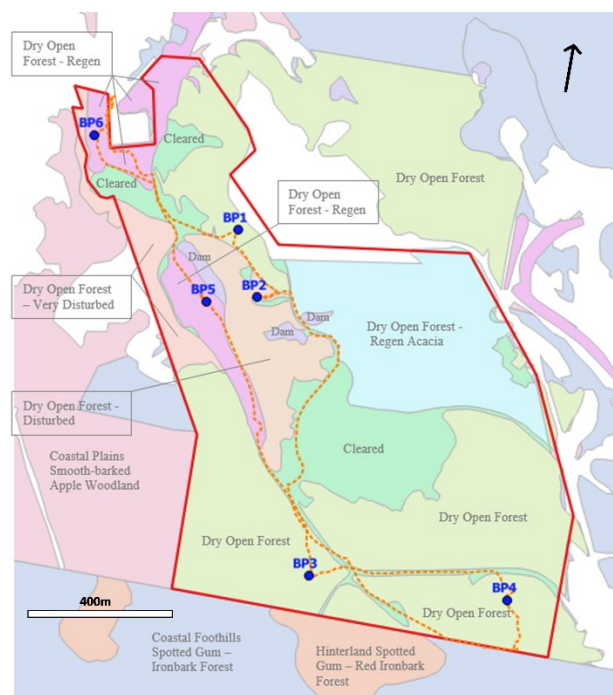 Dry Open
Forest - Regen
BP6
Cleared
Dry Open Forest
Cleared
Dry Open
Forest - Regen
BP1
Dam
Dry Open Forest
– Very Disturbed
BP5
BP2
Dam
Dam
Dry Open Forest -
Regen Acacia
Dry Open Forest -
Disturbed
Cleared
Coastal Plains
Smooth-barked
Apple Woodland
Dry Open Forest
Dry Open Forest
BP3
BP4
400m
Dry Open Forest
Coastal Foothills
Spotted Gum –
Ironbark Forest
Hinterland Spotted
Gum – Red Ironbark
Forest